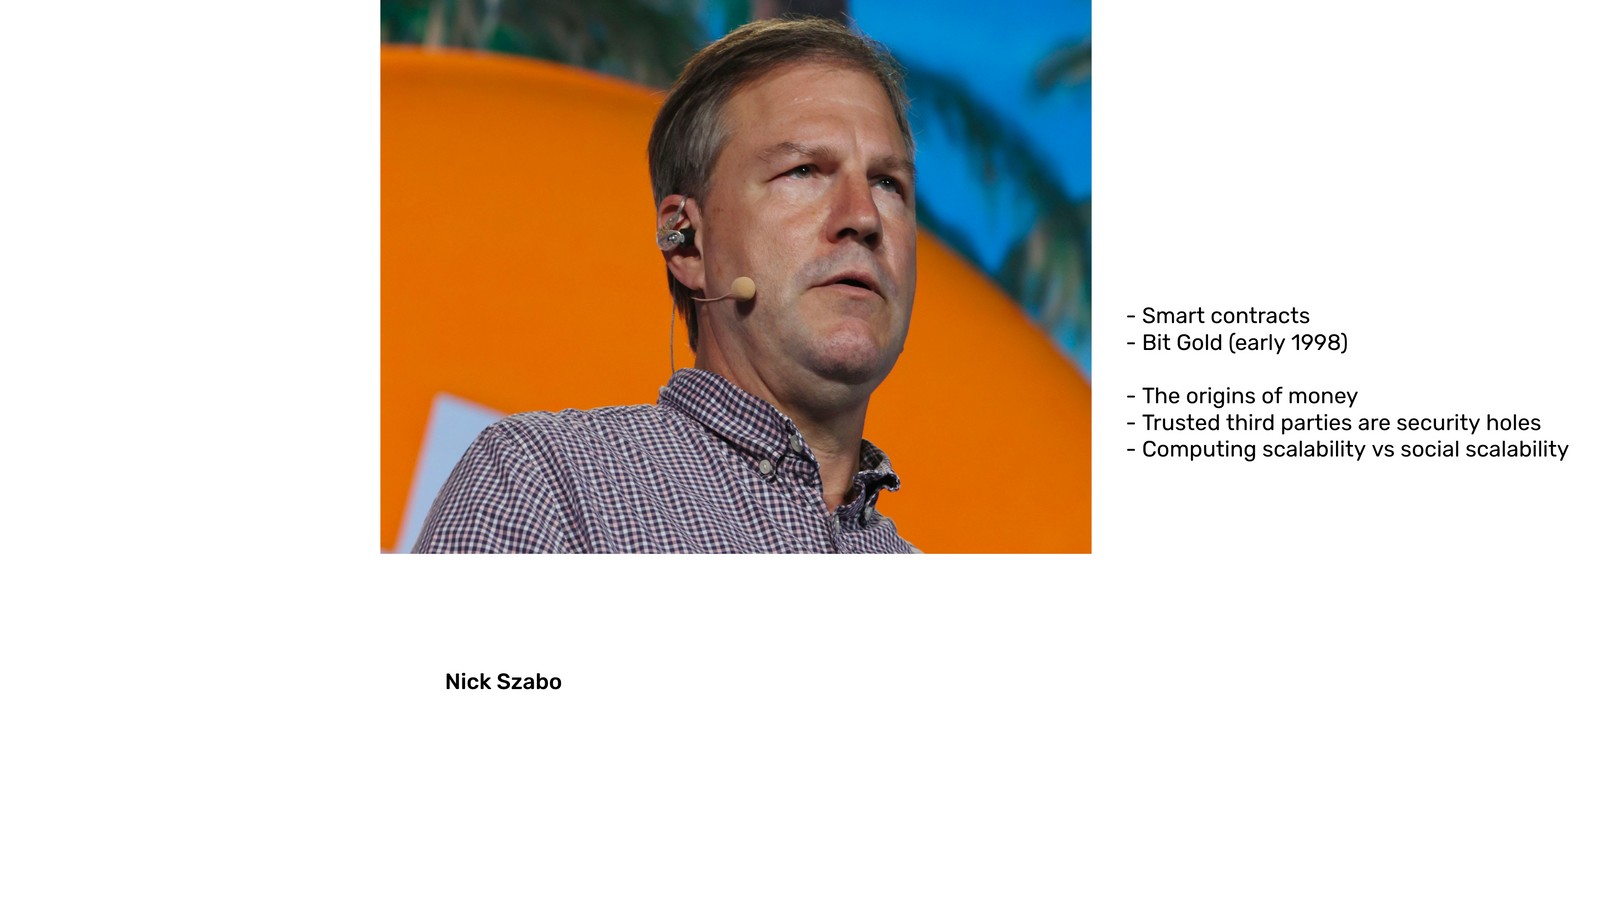 - Smart contracts
- Bit Gold (early 1998)
- The origins of money
- Trusted third parties are security holes
- Computing scalability vs social scalability
Nick Szabo